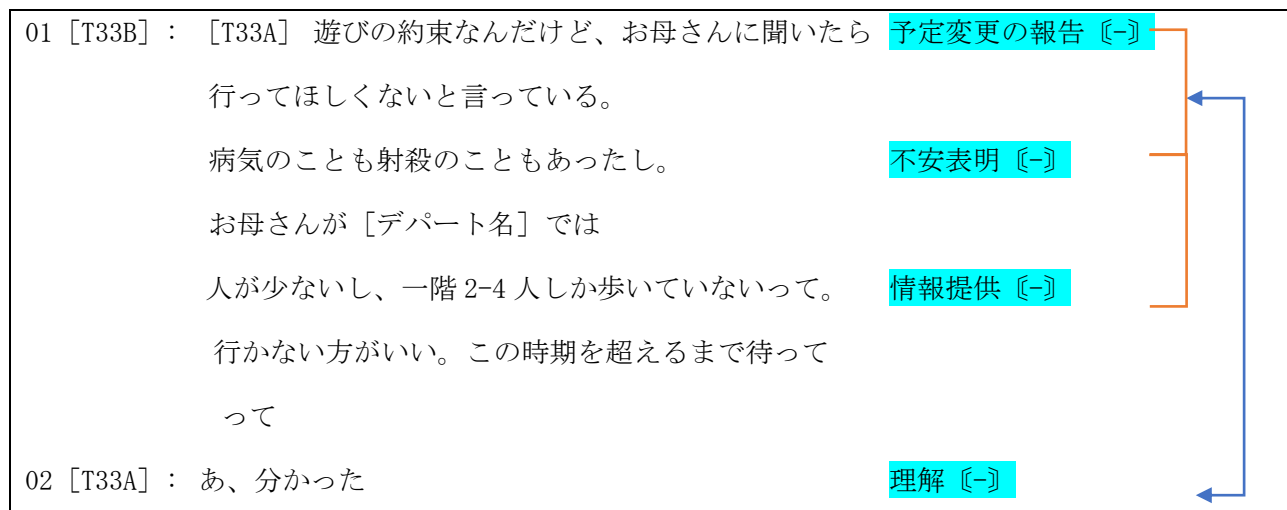 01［T33B］： ［T33A］ 遊びの約束なんだけど、お母さんに聞いたら 予定変更の報告〔-〕
行ってほしくないと言っている。
病気のことも射殺のこともあったし。 不安表明〔-〕
お母さんが［デパート名］では
人が少ないし、一階 2-4 人しか歩いていないって。 情報提供〔-〕
行かない方がいい。この時期を超えるまで待って
って
02［T33A］： あ、分かった 理解〔-〕